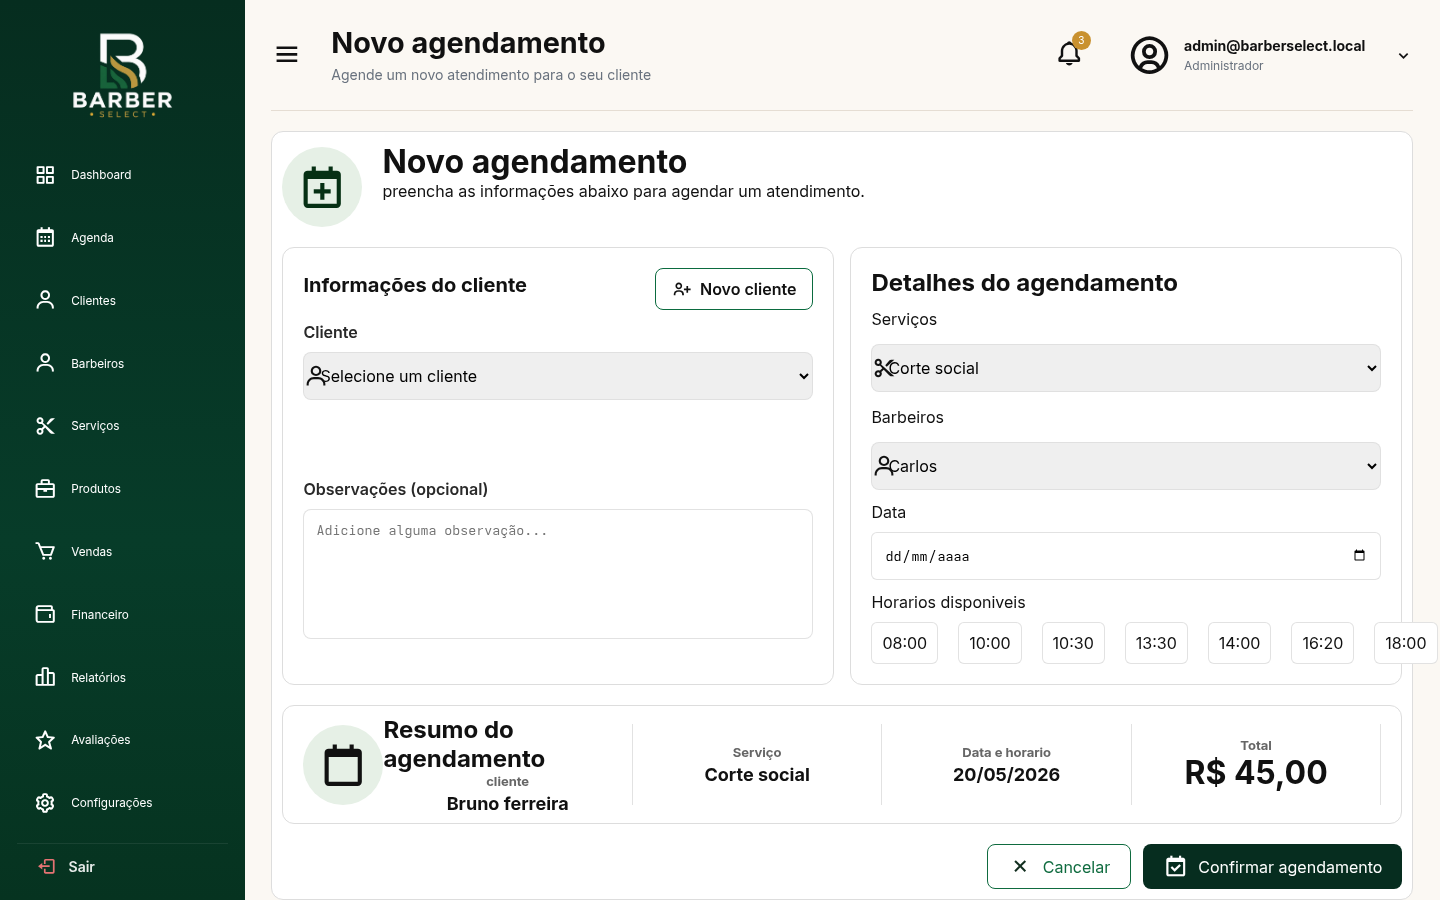 BARBER
• SELECT •
Dashboard
Agenda
Clientes
Barbeiros
Serviços
Produtos
Vendas
Financeiro
Relatórios
Avaliações
Configurações
Sair
Novo agendamento
Agende um novo atendimento para o seu cliente
3
admin@barberselect.local
Administrador
Novo agendamento
preencha as informações abaixo para agendar um atendimento.
Informações do cliente
Novo cliente
Cliente
Selecione um cliente
Observações (opcional)
Adicione alguma observação...
Detalhes do agendamento
Serviços
Corte social
Barbeiros
Carlos
Data
dd/mm/aaaa
Horarios disponiveis
08:00 10:00 10:30 13:30 14:00 16:20 18:00
Resumo do
agendamento
cliente
Bruno ferreira
Serviço
Corte social
Data e horario
20/05/2026
Total
R$ 45,00
Cancelar
Confirmar agendamento